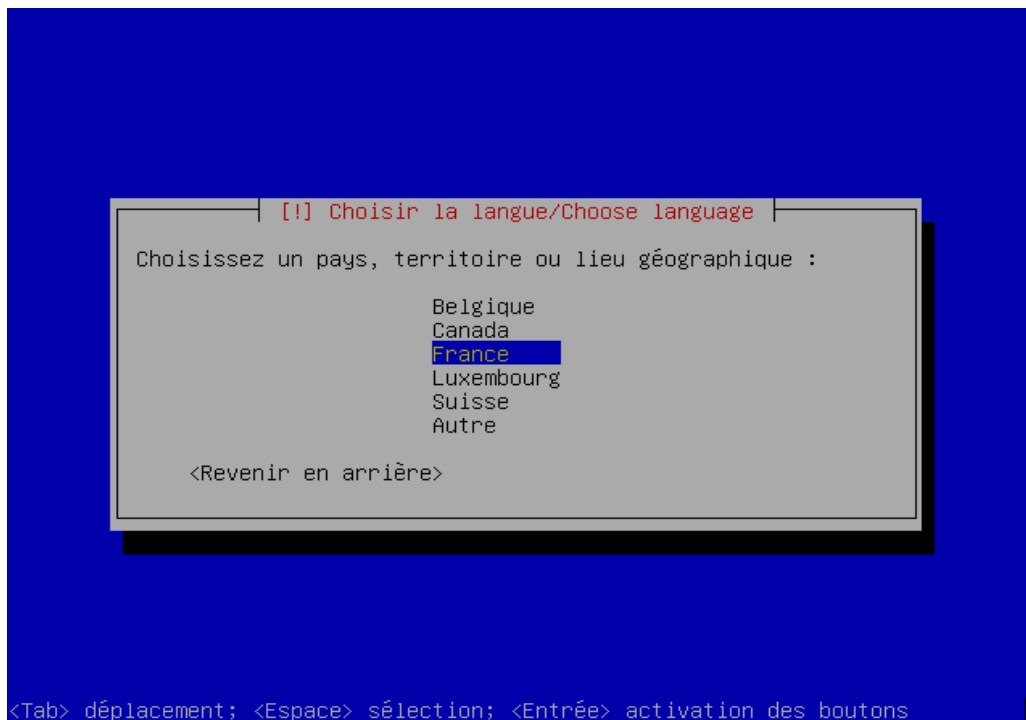 [!] Choisir la langue/Choose language
Choisissez un pays, territoire ou lieu géographique :
Belgique
Canada
France
Luxembourg
Suisse
Autre
<Revenir en arrière>
<Tab> déplacement; <Espace> sélection; <Entrée> activation des boutons